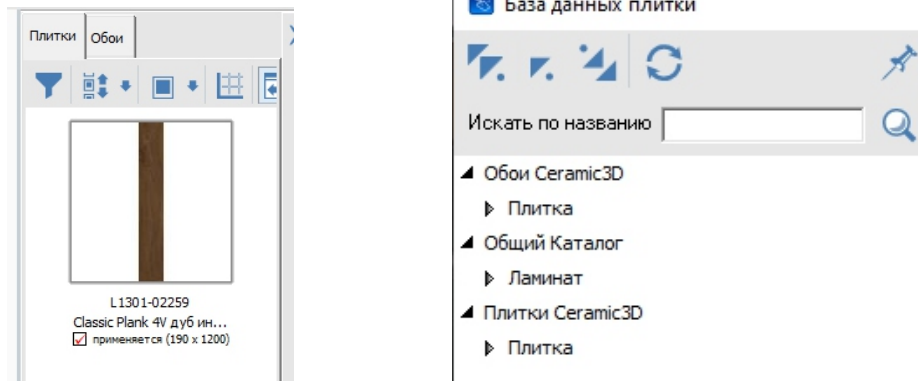 Плитки
Обои
L1301-02259
Classic Plank 4V дуб ин...
применяется (190 x 1200)
База данных плитки
Искать по названию
Обои Ceramic3D
Плитка
Общий Каталог
Ламинат
Плитки Ceramic3D
Плитка